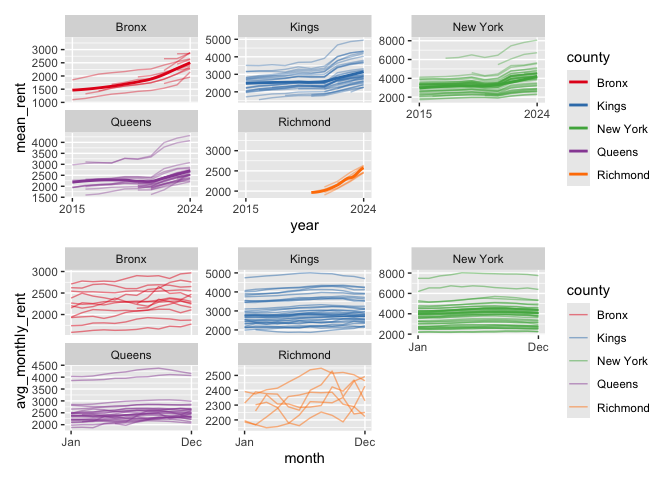 Bronx
Kings
New York
3000
2500
2000
1500
1000
5000
4000
3000
2000
8000
6000
4000
2000
2015
2024
Queens
Richmond
4000
3500
3000
2500
2000
1500
2015
2024
3000
2500
2000
2015
2024
mean_rent
year
county
Bronx
Kings
New York
Queens
Richmond
Bronx
Kings
New York
3000
2500
2000
5000
4000
3000
2000
8000
6000
4000
2000
Jan
Dec
Queens
Richmond
4500
4000
3500
3000
2500
2000
Jan
Dec
2500
2400
2300
2200
Jan
Dec
avg_monthly_rent
month
county
Bronx
Kings
New York
Queens
Richmond